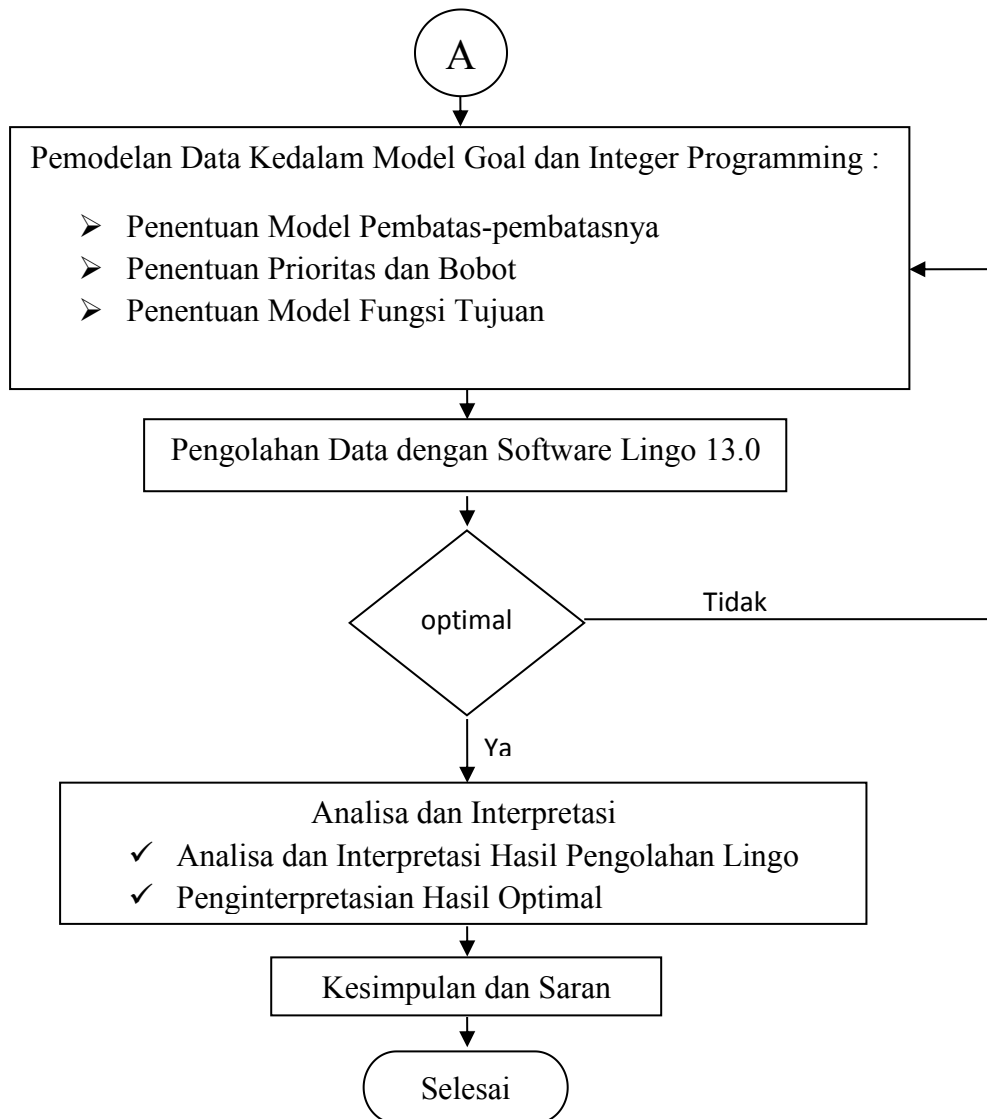 A
Pemodelan Data Kedalam Model Goal dan Integer Programming :
➢ Penentuan Model Pembatas-pembatasnya
➢ Penentuan Prioritas dan Bobot
➢ Penentuan Model Fungsi Tujuan
Pengolahan Data dengan Software Lingo 13.0
optimal
Tidak
Ya
Analisa dan Interpretasi
✓ Analisa dan Interpretasi Hasil Pengolahan Lingo
✓ Penginterpretasian Hasil Optimal
Kesimpulan dan Saran
Selesai